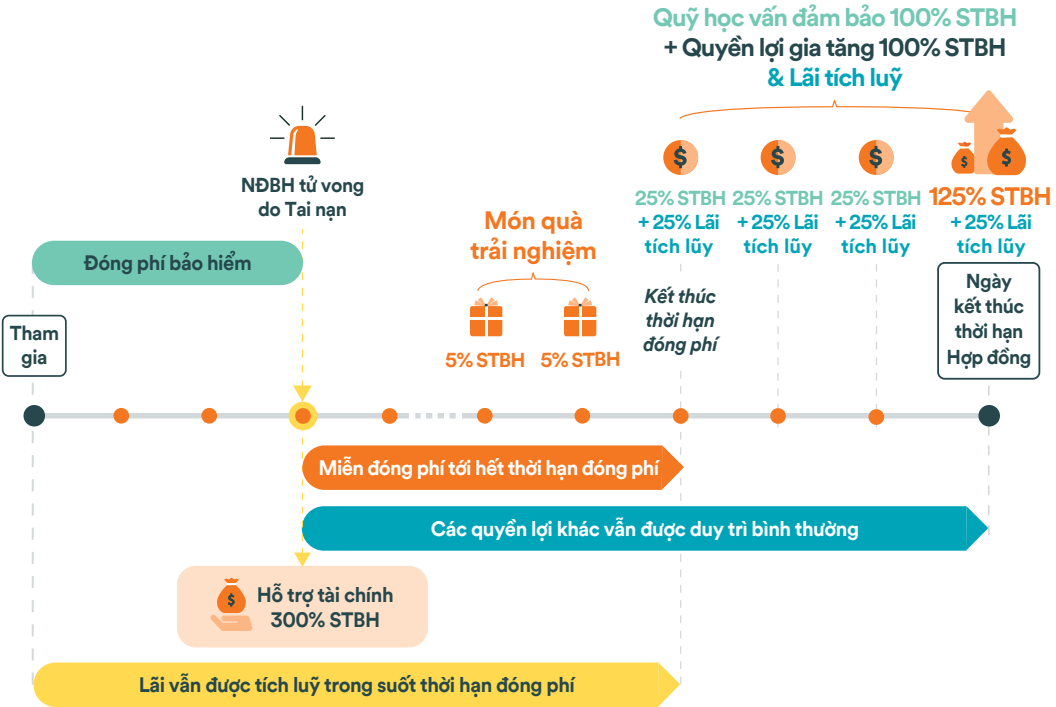 Quỹ học vấn đảm bảo 100% STBH
+ Quyền lợi gia tăng 100% STBH
& Lãi tích luỹ
NĐBH tử vong
do Tai nạn
$
$
$
$
$
25% STBH
+ 25% Lãi
tích lũy
25% STBH
+ 25% Lãi
tích lũy
25% STBH
+ 25% Lãi
tích lũy
125% STBH
+ 25% Lãi
tích lũy
Món quà
trải nghiệm
5% STBH
5% STBH
Đóng phí bảo hiểm
Kết thúc
thời hạn
đóng phí
Ngày
kết thúc
thời hạn
Hợp đồng
Tham
gia
Miễn đóng phí tới hết thời hạn đóng phí
Các quyền lợi khác vẫn được duy trì bình thường
$
Hỗ trợ tài chính
300% STBH
Lãi vẫn được tích luỹ trong suốt thời hạn đóng phí